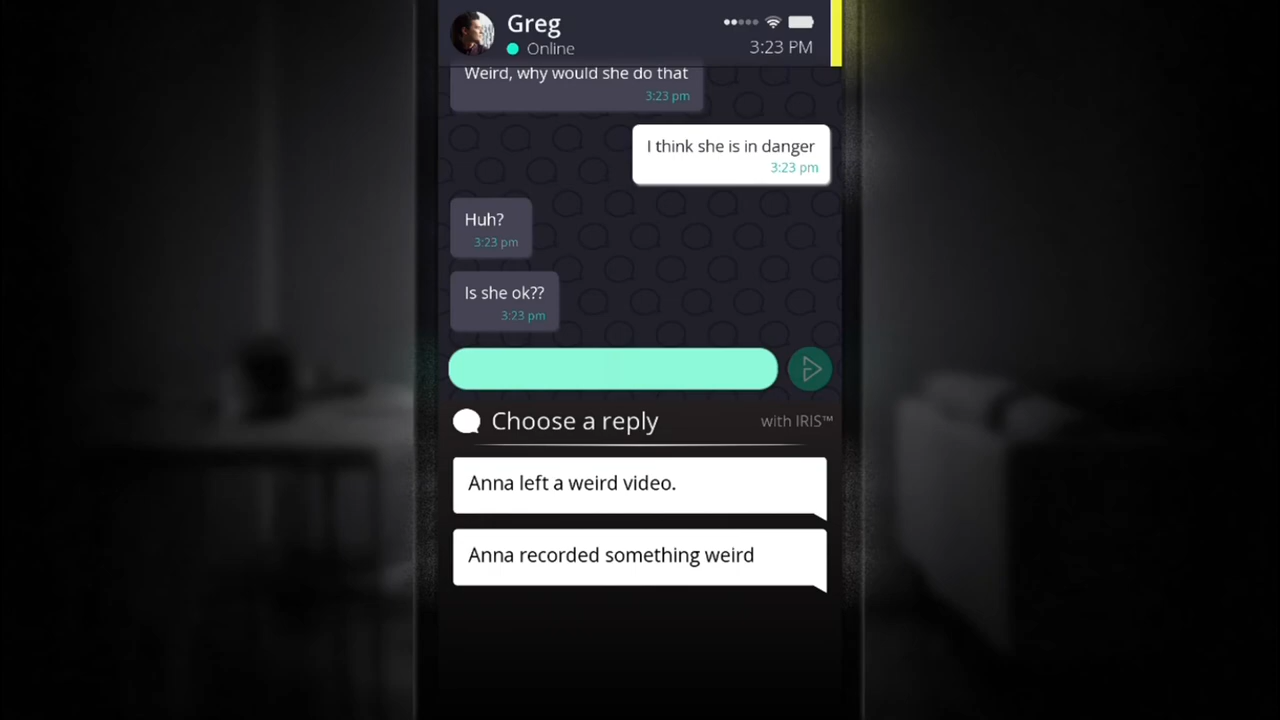 Greg
Online
3:23 PM
Weird, why would she do that
3:23 pm
I think she is in danger
3:23 pm
Huh?
3:23 pm
Is she ok??
3:23 pm
Choose a reply
with IRIS™
Anna left a weird video.
Anna recorded something weird